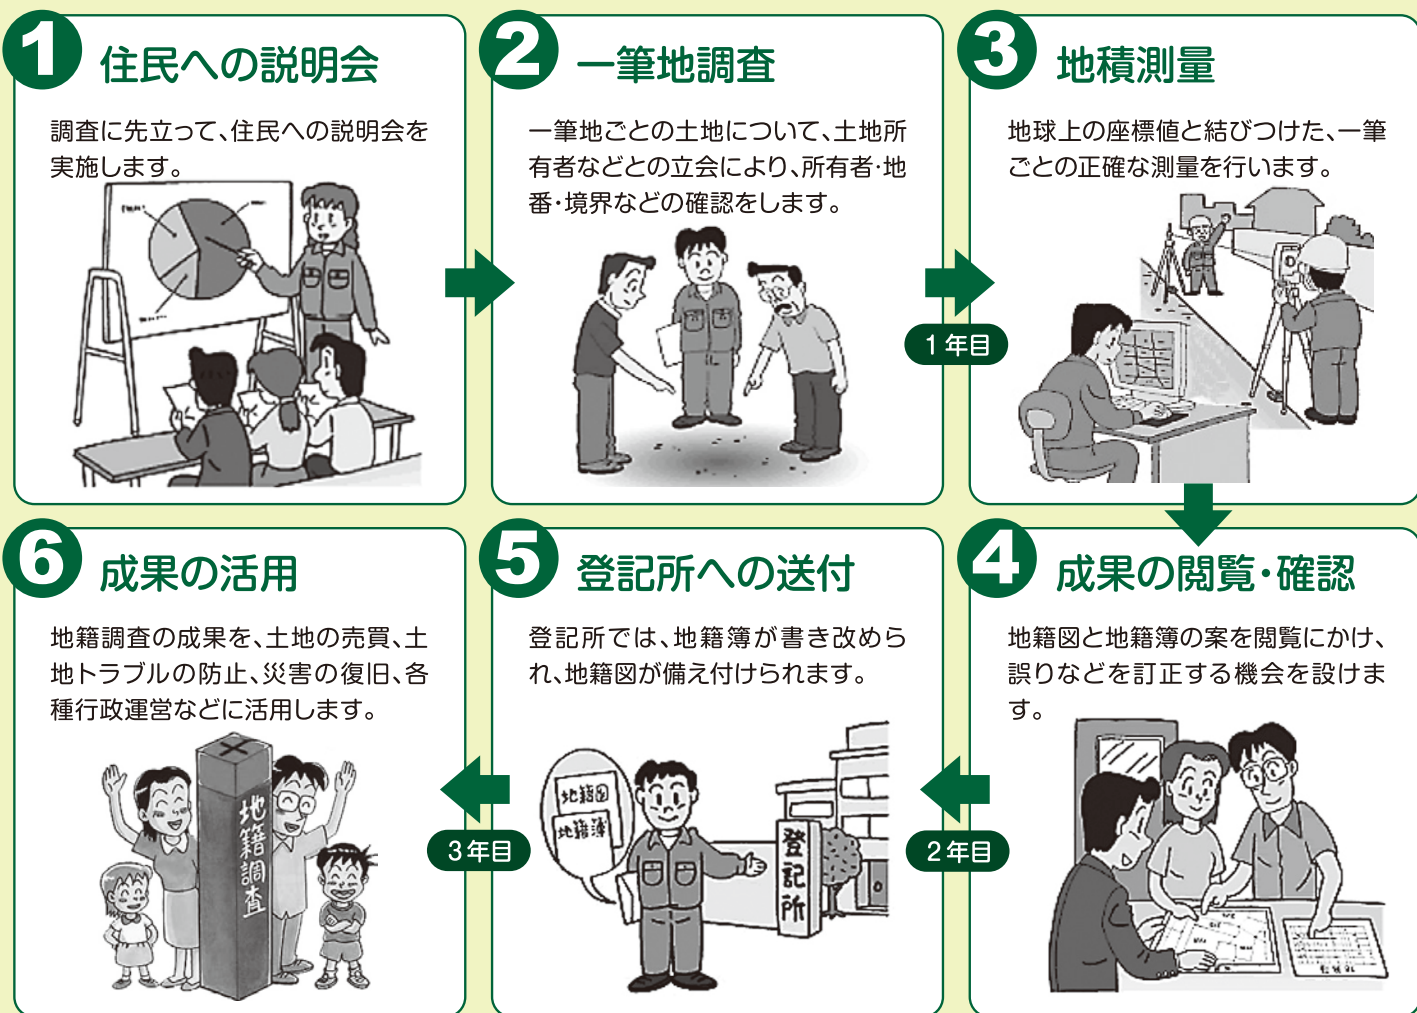 1 住民への説明会
調査に先立って、住民への説明会を
実施します。
2 一筆地調査
一筆地ごとの土地について、土地所
有者などとの立会により、所有者・地
番・境界などの確認をします。
1年目
3 地積測量
地球上の座標値と結びつけた、一筆
ごとの正確な測量を行います。
4 成果の閲覧・確認
地籍図と地籍簿の案を閲覧にかけ、
誤りなどを訂正する機会を設けま
す。
2年目
5 登記所への送付
登記所では、地籍簿が書き改めら
れ、地籍図が備え付けられます。
地籍図
地籍簿
登記所
3年目
6 成果の活用
地籍調査の成果を、土地の売買、土
地トラブルの防止、災害の復旧、各
種行政運営などに活用します。
地籍調査